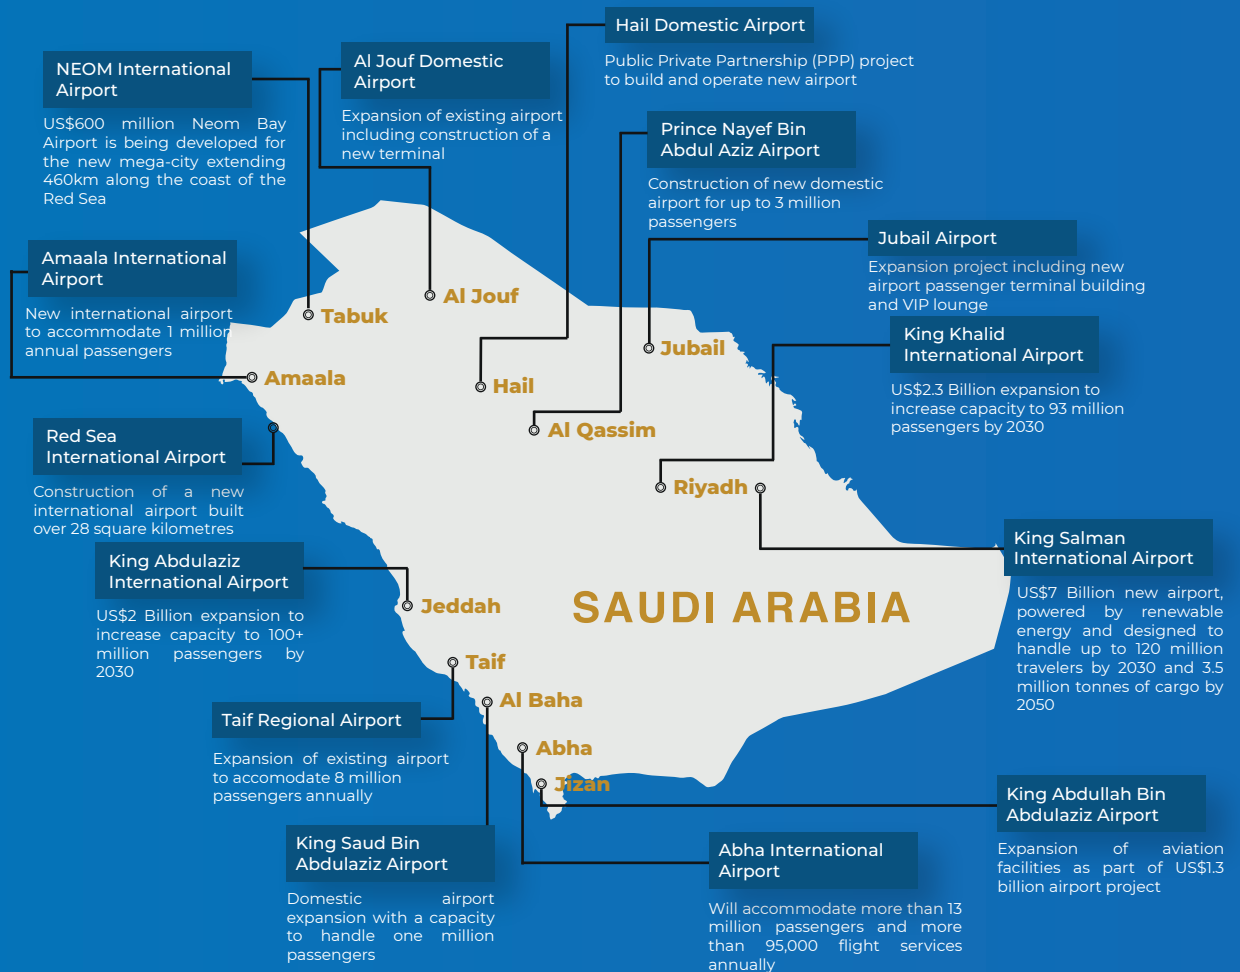 Hail Domestic Airport
Public Private Partnership (PPP) project
to build and operate new airport
NEOM International
Airport
US$600 million Neom Bay
Airport is being developed for
the new mega-city extending
460km along the coast of the
Red Sea
Al Jouf Domestic
Airport
Expansion of existing airport
including construction of a
new terminal
Prince Nayef Bin
Abdul Aziz Airport
Construction of new domestic
airport for up to 3 million
passengers
Jubail Airport
Expansion project including new
airport passenger terminal building
and VIP lounge
Amaala International
Airport
New international airport
to accommodate 1 million
annual passengers
King Khalid
International Airport
US$2.3 Billion expansion to
increase capacity to 93 million
passengers by 2030
Al Jouf
Tabuk
Jubail
Amaala
Hail
Al Qassim
Riyadh
Red Sea
International Airport
Construction of a new
international airport built
over 28 square kilometres
King Salman
International Airport
US$7 Billion new airport,
powered by renewable
energy and designed to
handle up to 120 million
travelers by 2030 and 3.5
million tonnes of cargo by
2050
King Abdulaziz
International Airport
US$2 Billion expansion to
increase capacity to 100+
million passengers by
2030
Jeddah
SAUDI ARABIA
Taif
Al Baha
Abha
Jizan
Taif Regional Airport
Expansion of existing airport
to accomodate 8 million
passengers annually
King Abdullah Bin
Abdulaziz Airport
Expansion of aviation
facilities as part of US$1.3
billion airport project
King Saud Bin
Abdulaziz Airport
Domestic airport
expansion with a capacity
to handle one million
passengers
Abha International
Airport
Will accommodate more than 13
million passengers and more
than 95,000 flight services
annually